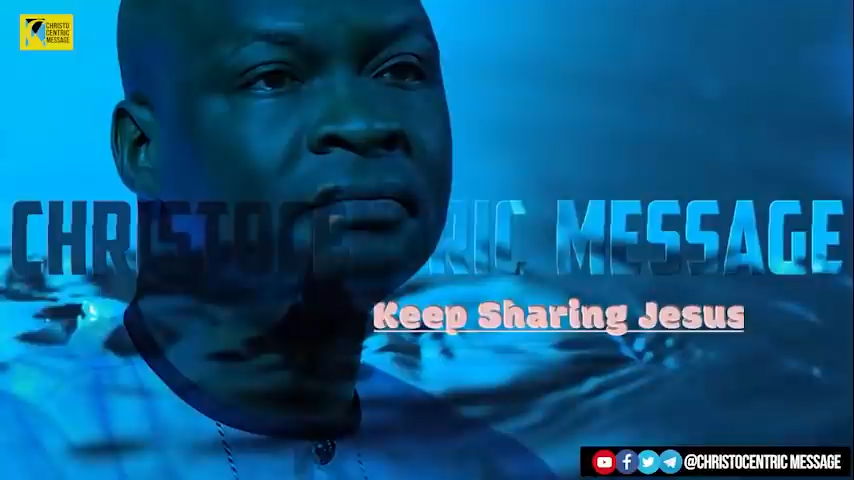 CHRISTO
CENTRIC
MESSAGE
CHRISTOCENTRIC MESSAGE
Keep Sharing Jesus
@CHRISTOCENTRIC MESSAGE